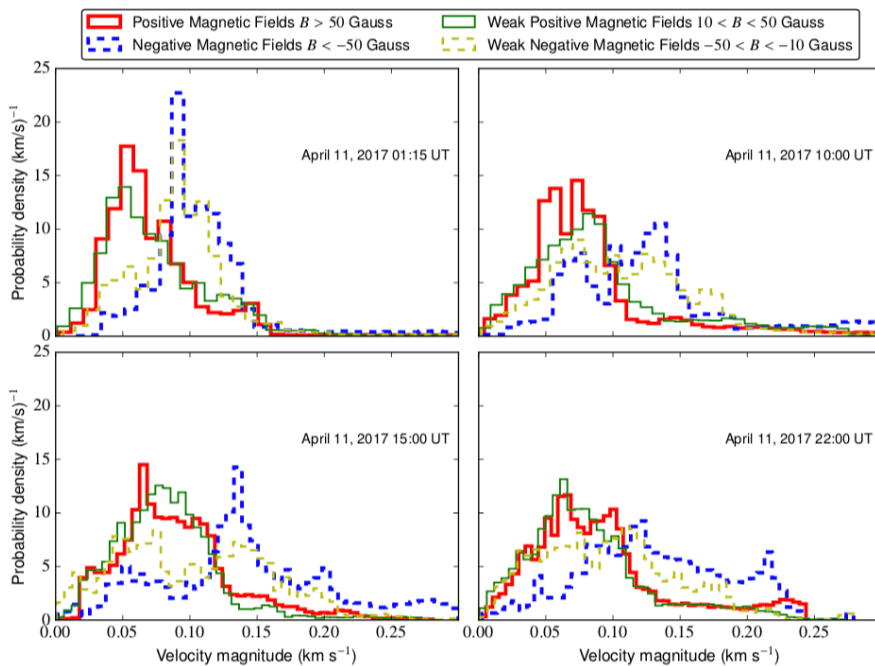 Positive Magnetic Fields B > 50 Gauss
Negative Magnetic Fields B < −50 Gauss
Weak Positive Magnetic Fields 10 < B < 50 Gauss
Weak Negative Magnetic Fields −50 < B < −10 Gauss
25
20
15
10
5
0
Probability density (km/s)⁻¹
April 11, 2017 01:15 UT
April 11, 2017 10:00 UT
25
20
15
10
5
0
Probability density (km/s)⁻¹
April 11, 2017 15:00 UT
April 11, 2017 22:00 UT
0.00 0.05 0.10 0.15 0.20 0.25
Velocity magnitude (km s⁻¹)
0.00 0.05 0.10 0.15 0.20 0.25
Velocity magnitude (km s⁻¹)